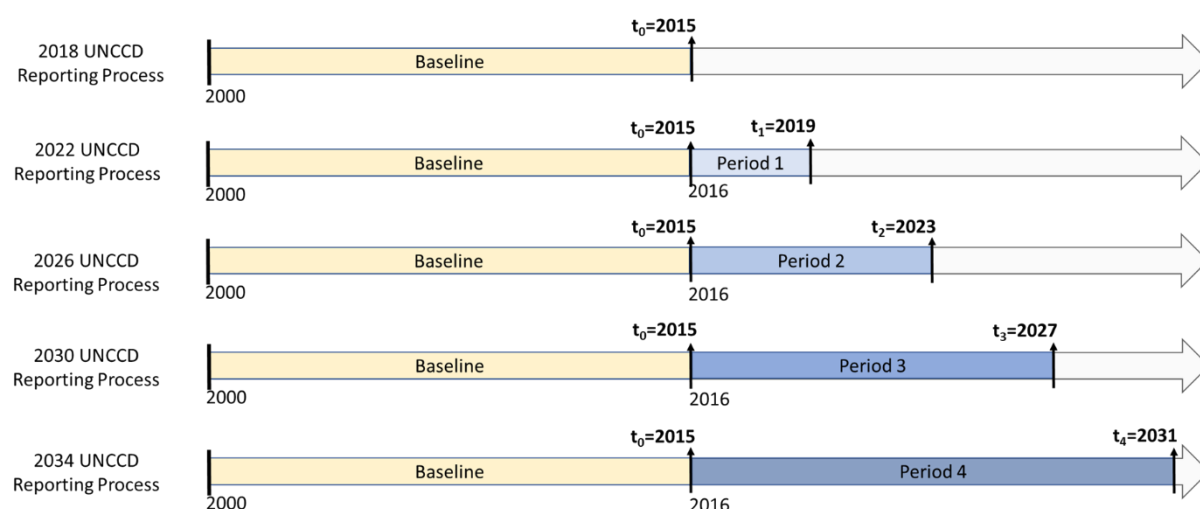 t₀=2015
2018 UNCCD
Reporting Process
Baseline
2000
t₀=2015
t₁=2019
2022 UNCCD
Reporting Process
Baseline
Period 1
2000
2016
t₀=2015
t₂=2023
2026 UNCCD
Reporting Process
Baseline
Period 2
2000
2016
t₀=2015
t₃=2027
2030 UNCCD
Reporting Process
Baseline
Period 3
2000
2016
t₀=2015
t₄=2031
2034 UNCCD
Reporting Process
Baseline
Period 4
2000
2016